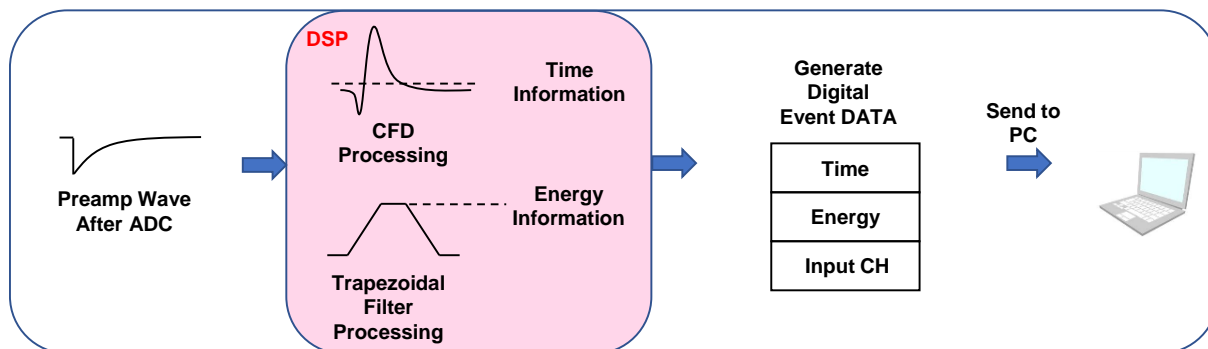 DSP
Preamp Wave
After ADC
CFD
Processing
Time
Information
Trapezoidal
Filter
Processing
Energy
Information
Generate
Digital
Event DATA
Time
Energy
Input CH
Send to
PC